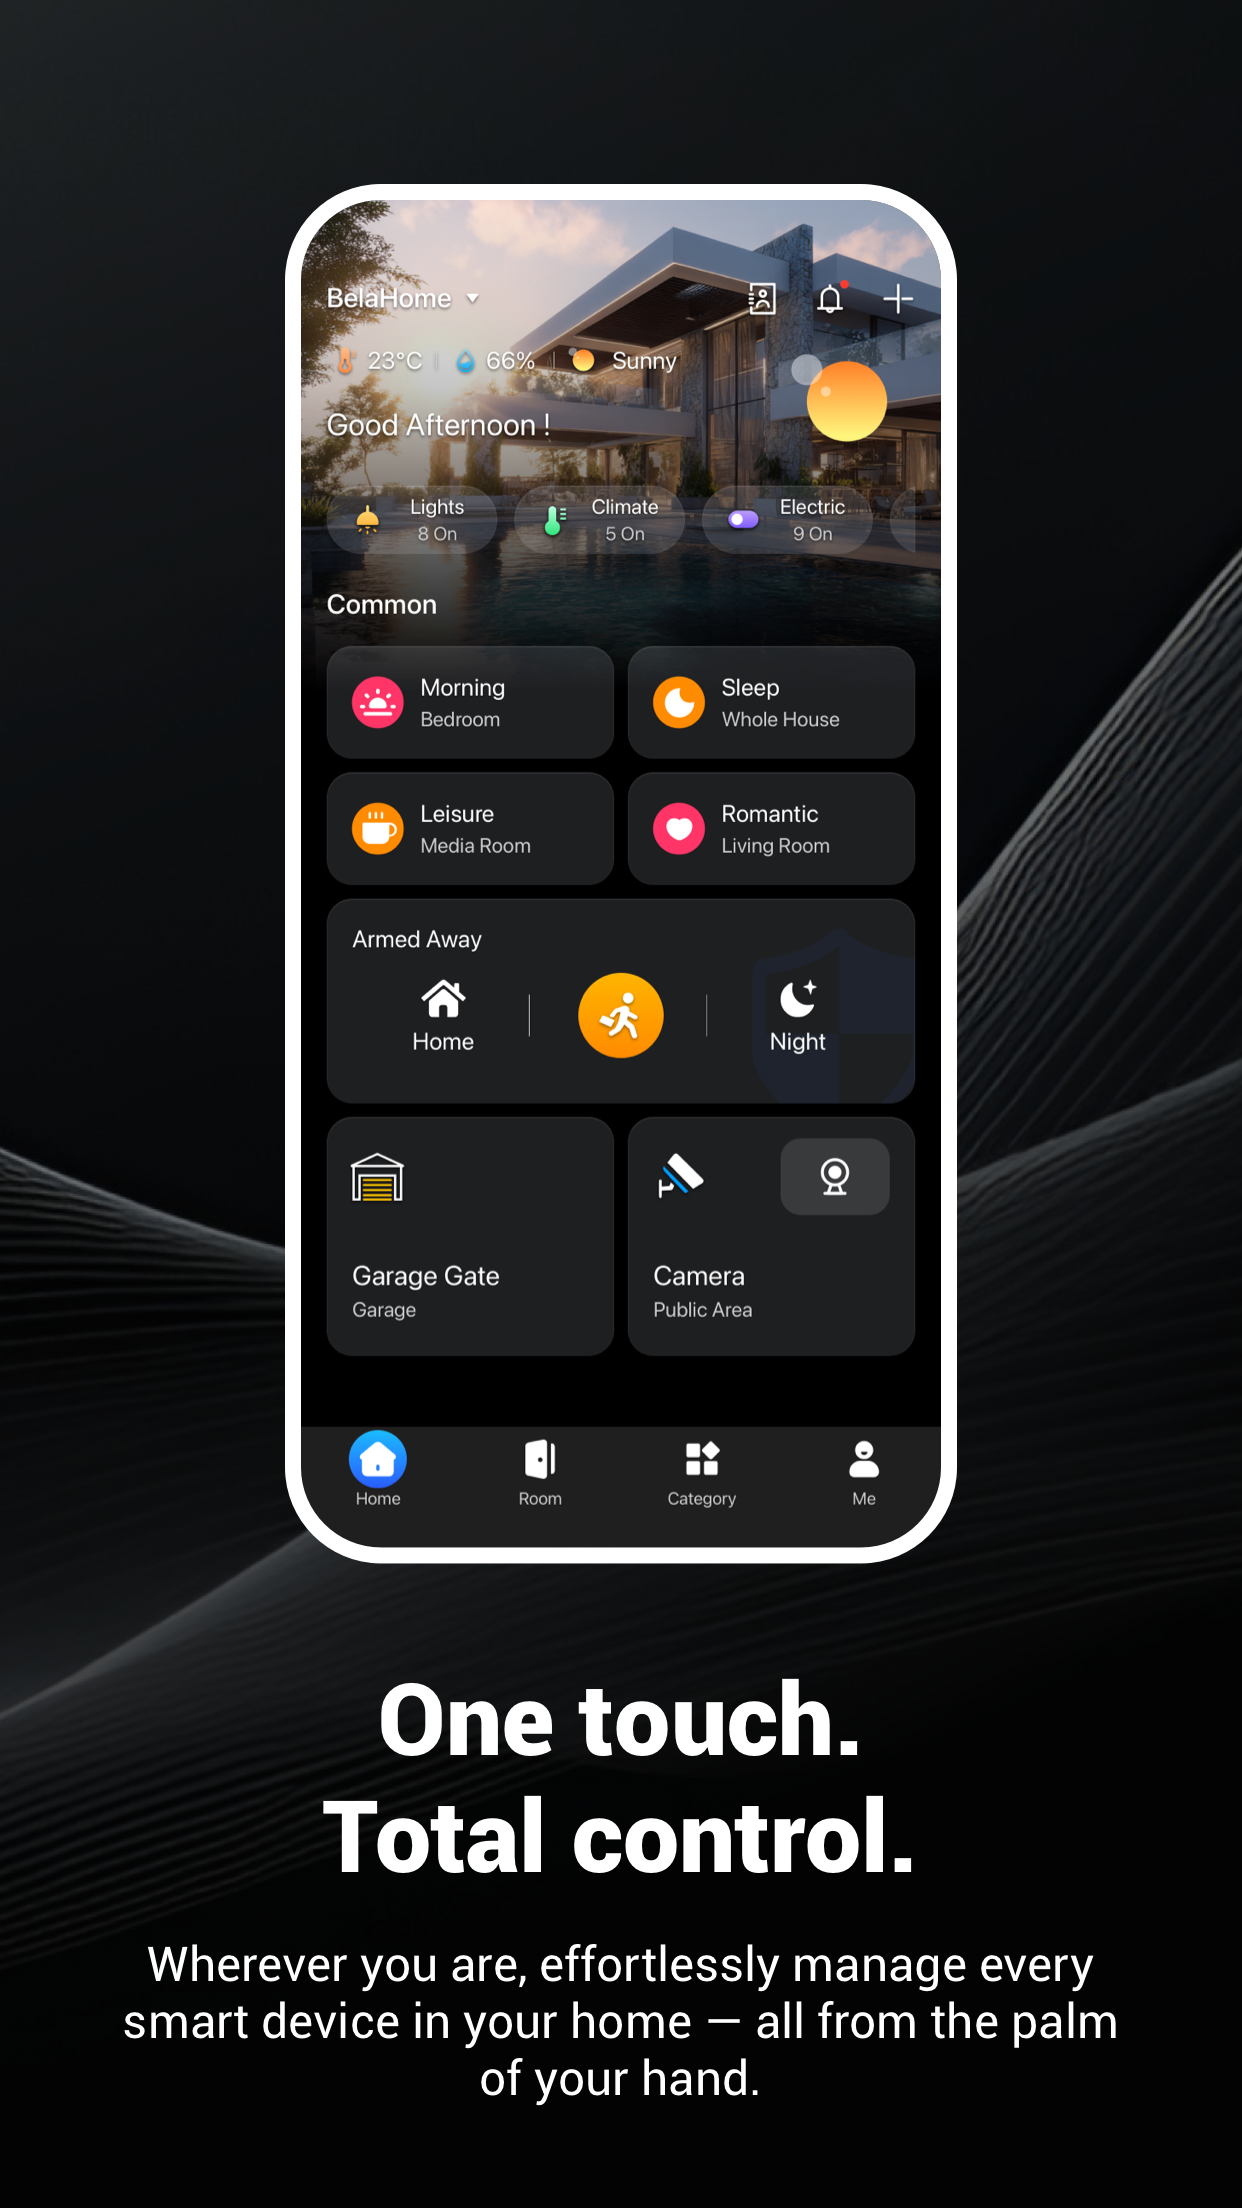 BelaHome
23°C 66% Sunny
Good Afternoon !
Lights Climate Electric
8 On 5 On 9 On
Common
Morning Sleep
Bedroom Whole House
Leisure Romantic
Media Room Living Room
Armed Away
Home Night
Garage Gate Camera
Garage Public Area
Home Room Category Me
One touch.
Total control.
Wherever you are, effortlessly manage every
smart device in your home — all from the palm
of your hand.